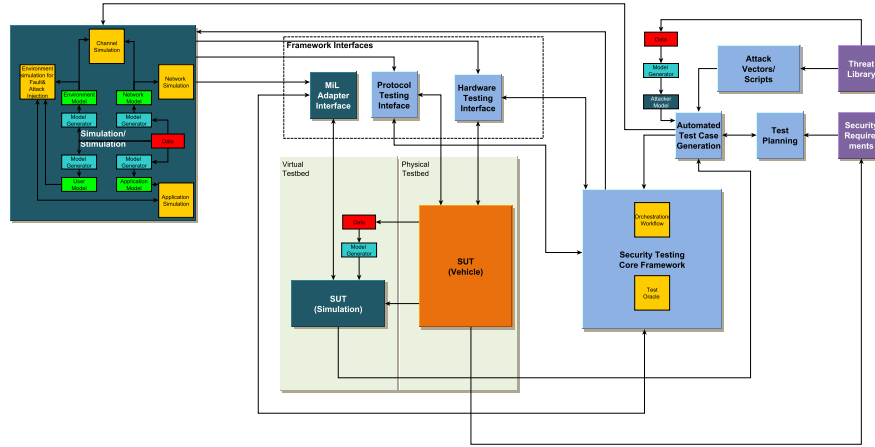 Channel
Simulation
Environment
simulation for
Fault&
Attack
Injection
Network
Simulation
Environment
Model
Network
Model
Model
Generator
Model
Generator
Simulation/
Stimulation
Data
Model
Generator
Model
Generator
User
Model
Application
Model
Application
Simulation
Framework Interfaces
MiL
Adapter
Interface
Protocol
Testing
Inteface
Hardware
Testing
Interface
Virtual
Testbed
Physical
Testbed
Data
Model
Generator
SUT
(Simulation)
SUT
(Vehicle)
Data
Model
Generator
Attacker
Model
Attack
Vectors/
Scripts
Threat
Library
Automated
Test Case
Generation
Test
Planning
Security
Require
ments
Orchestration
Workflow
Security Testing
Core Framework
Test
Oracle